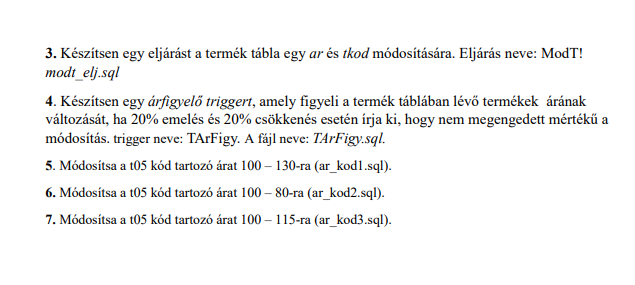 3. Készítsen egy eljárást a termék tábla egy ar és tkod módosítására. Eljárás neve: ModT!
modt_elj.sql
4. Készítsen egy árfigyelő triggert, amely figyeli a termék táblában lévő termékek árának
változását, ha 20% emelés és 20% csökkenés esetén írja ki, hogy nem megengedett mértékű a
módosítás. trigger neve: TArFigy. A fájl neve: TArFigy.sql.
5. Módosítsa a t05 kód tartozó árat 100 – 130-ra (ar_kod1.sql).
6. Módosítsa a t05 kód tartozó árat 100 – 80-ra (ar_kod2.sql).
7. Módosítsa a t05 kód tartozó árat 100 – 115-ra (ar_kod3.sql).